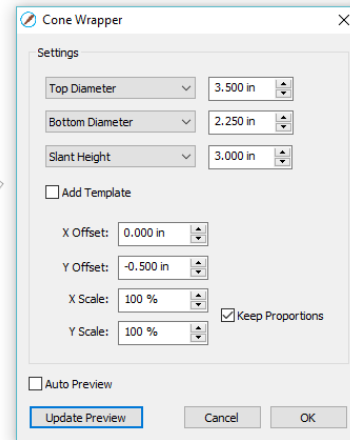 Cone Wrapper
Settings
Top Diameter 3.500 in
Bottom Diameter 2.250 in
Slant Height 3.000 in
Add Template
X Offset: 0.000 in
Y Offset: -0.500 in
X Scale: 100 %
Keep Proportions
Y Scale: 100 %
Auto Preview
Update Preview Cancel OK